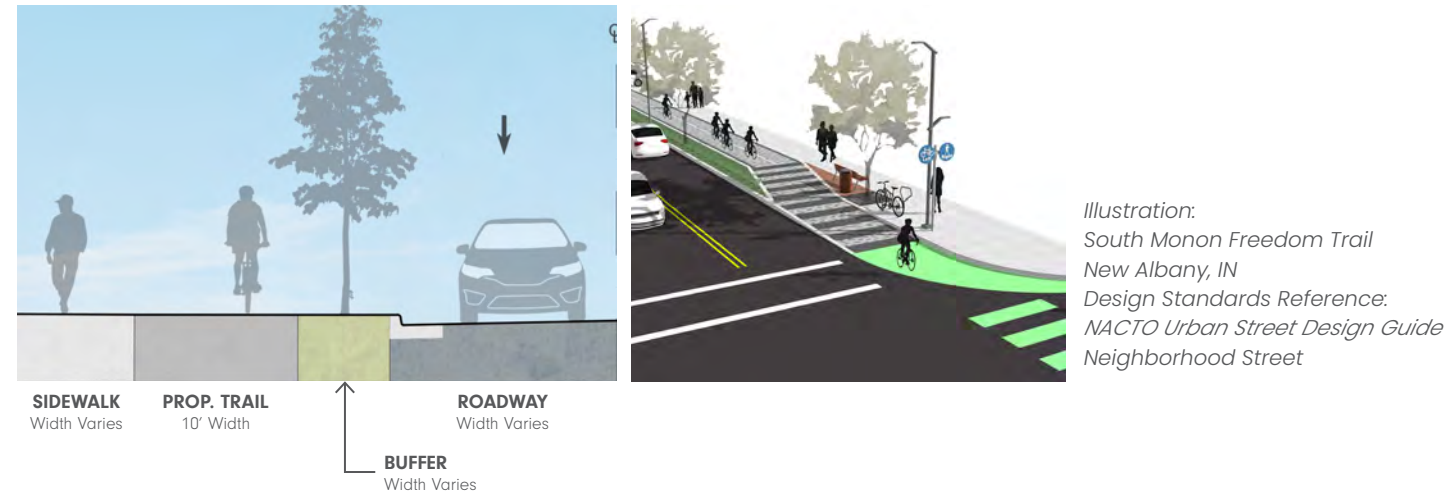 SIDEWALK
Width Varies
PROP. TRAIL
10' Width
ROADWAY
Width Varies
BUFFER
Width Varies
Illustration:
South Monon Freedom Trail
New Albany, IN
Design Standards Reference:
NACTO Urban Street Design Guide
Neighborhood Street